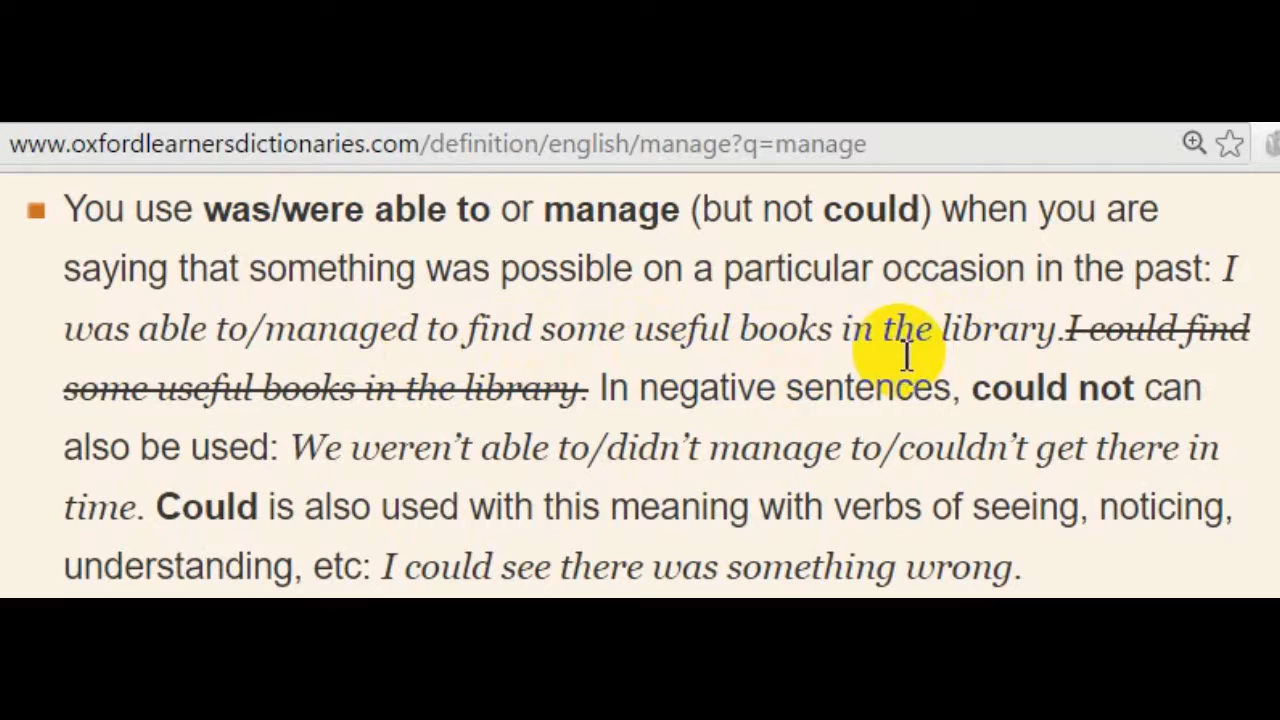 www.oxfordlearnersdictionaries.com/definition/english/manage?q=manage
You use was/were able to or manage (but not could) when you are
saying that something was possible on a particular occasion in the past: I
was able to/managed to find some useful books in the library.I could find
some useful books in the library. In negative sentences, could not can
also be used: We weren’t able to/didn’t manage to/couldn’t get there in
time. Could is also used with this meaning with verbs of seeing, noticing,
understanding, etc: I could see there was something wrong.